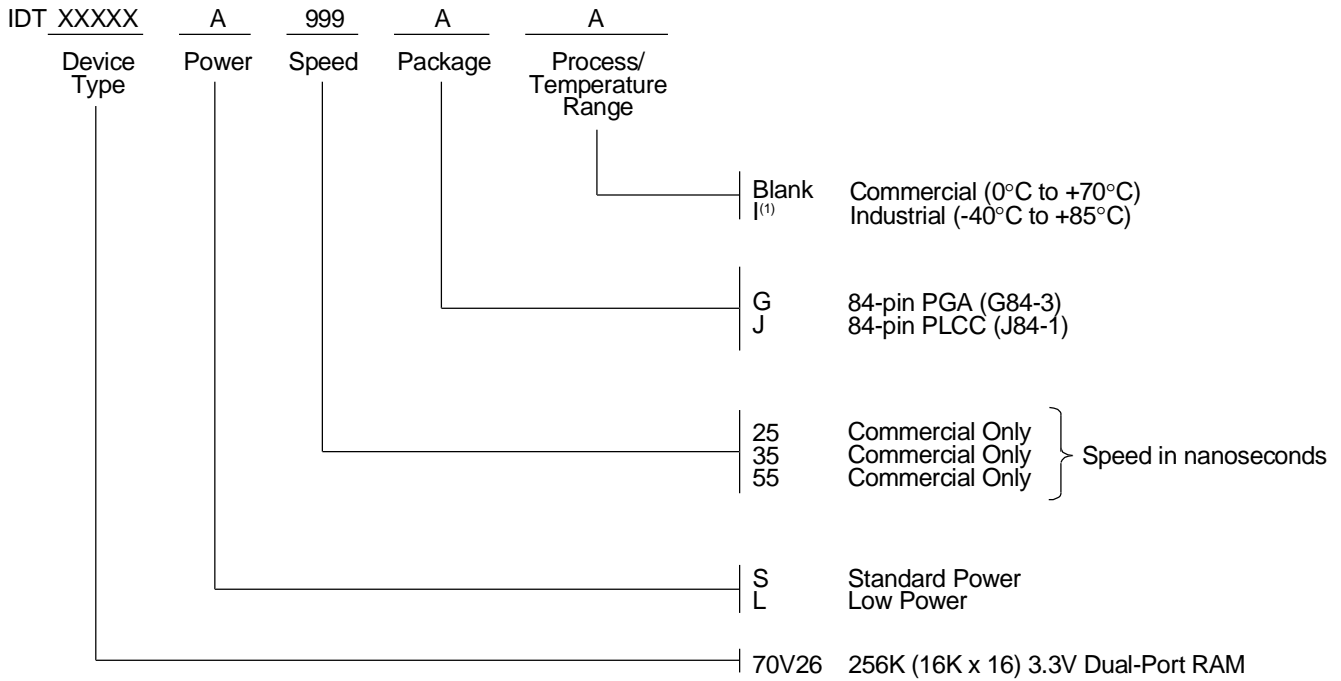 IDT XXXXX A 999 A A
Device Type Power Speed Package Process/ Temperature Range
Blank Commercial (0°C to +70°C)
I(1) Industrial (-40°C to +85°C)
G 84-pin PGA (G84-3)
J 84-pin PLCC (J84-1)
25 Commercial Only
35 Commercial Only
55 Commercial Only
Speed in nanoseconds
S Standard Power
L Low Power
70V26 256K (16K x 16) 3.3V Dual-Port RAM